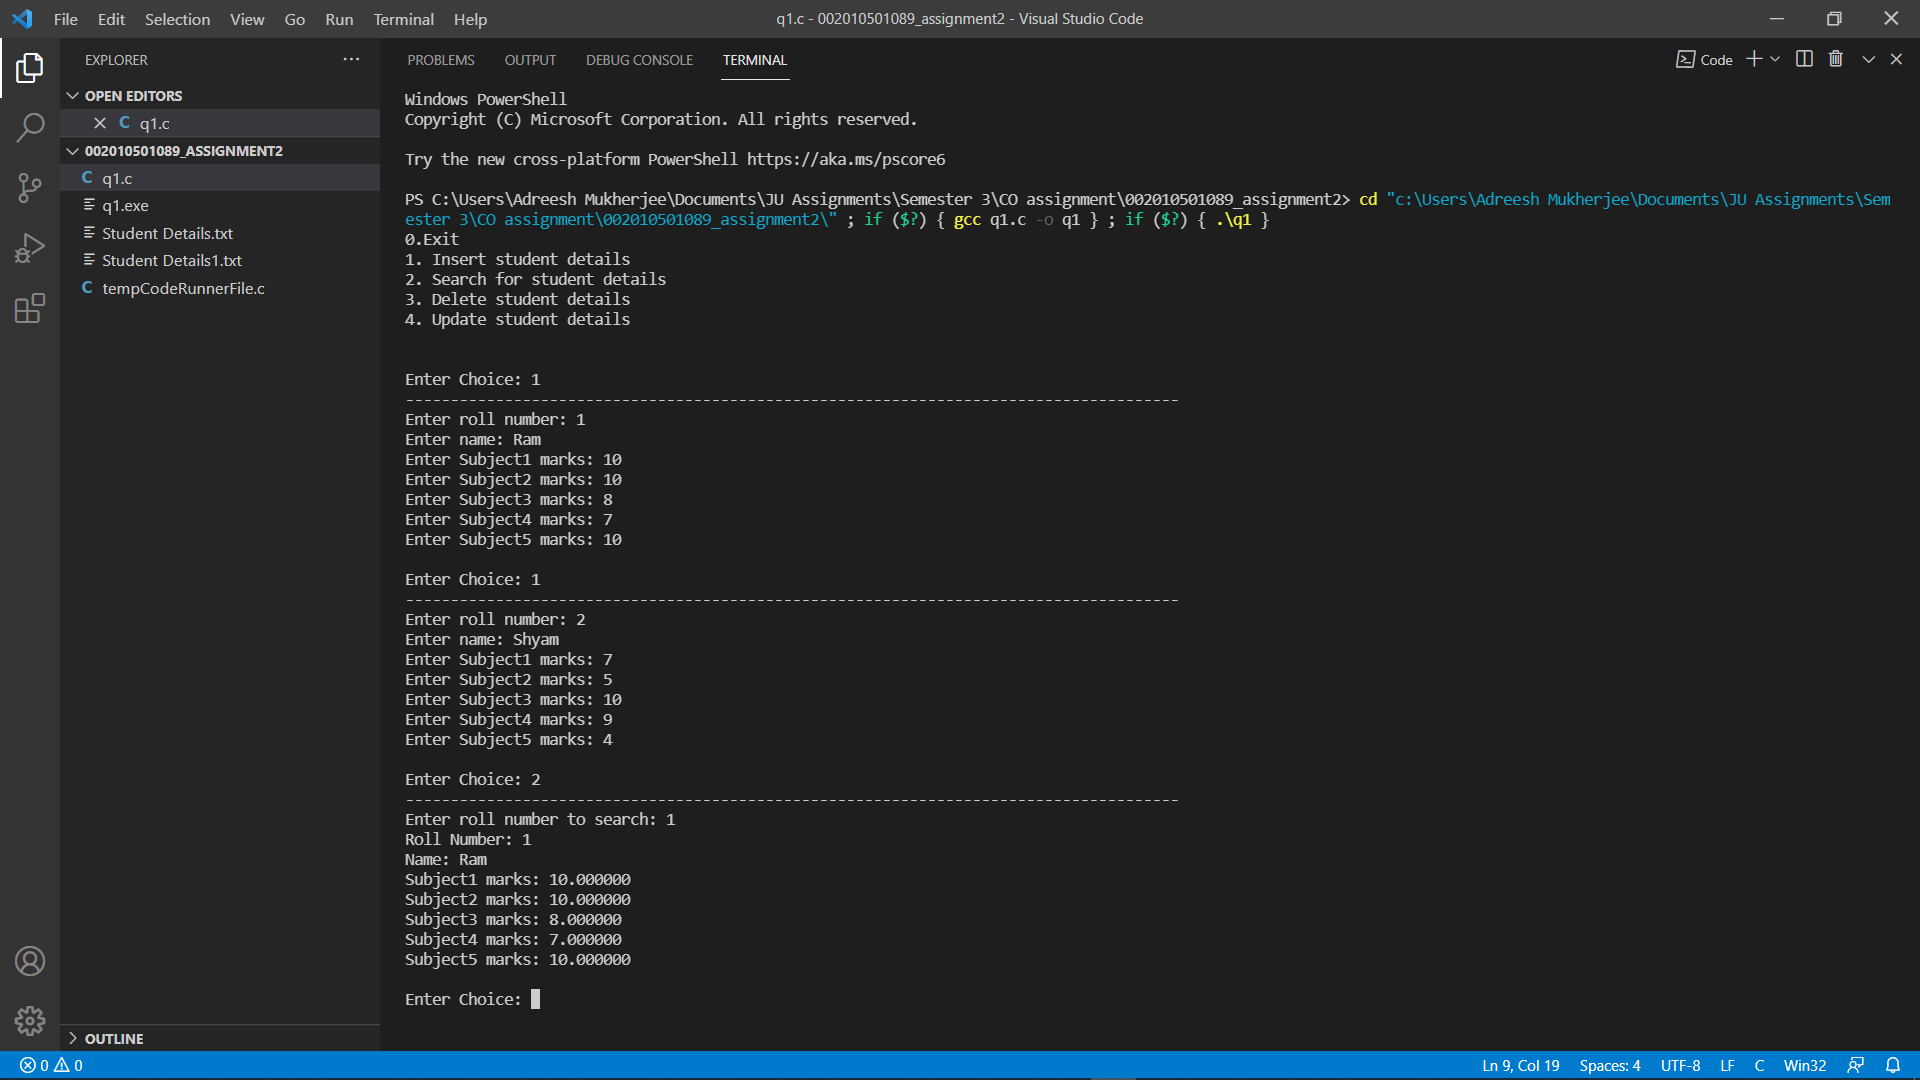 File Edit Selection View Go Run Terminal Help
q1.c - 002010501089_assignment2 - Visual Studio Code
EXPLORER
OPEN EDITORS
C q1.c
002010501089_ASSIGNMENT2
C q1.c
q1.exe
Student Details.txt
Student Details1.txt
C tempCodeRunnerFile.c
OUTLINE
PROBLEMS OUTPUT DEBUG CONSOLE TERMINAL
Code
Windows PowerShell
Copyright (C) Microsoft Corporation. All rights reserved.
Try the new cross-platform PowerShell https://aka.ms/pscore6
PS C:\Users\Adreesh Mukherjee\Documents\JU Assignments\Semester 3\CO assignment\002010501089_assignment2> cd "c:\Users\Adreesh Mukherjee\Documents\JU Assignments\Sem
ester 3\CO assignment\002010501089_assignment2\" ; if ($?) { gcc q1.c -o q1 } ; if ($?) { .\q1 }
0.Exit
1. Insert student details
2. Search for student details
3. Delete student details
4. Update student details
Enter Choice: 1
--------------------------------------------------------------------------------------
Enter roll number: 1
Enter name: Ram
Enter Subject1 marks: 10
Enter Subject2 marks: 10
Enter Subject3 marks: 8
Enter Subject4 marks: 7
Enter Subject5 marks: 10
Enter Choice: 1
--------------------------------------------------------------------------------------
Enter roll number: 2
Enter name: Shyam
Enter Subject1 marks: 7
Enter Subject2 marks: 5
Enter Subject3 marks: 10
Enter Subject4 marks: 9
Enter Subject5 marks: 4
Enter Choice: 2
--------------------------------------------------------------------------------------
Enter roll number to search: 1
Roll Number: 1
Name: Ram
Subject1 marks: 10.000000
Subject2 marks: 10.000000
Subject3 marks: 8.000000
Subject4 marks: 7.000000
Subject5 marks: 10.000000
Enter Choice:
0 0
Ln 9, Col 19 Spaces: 4 UTF-8 LF C Win32